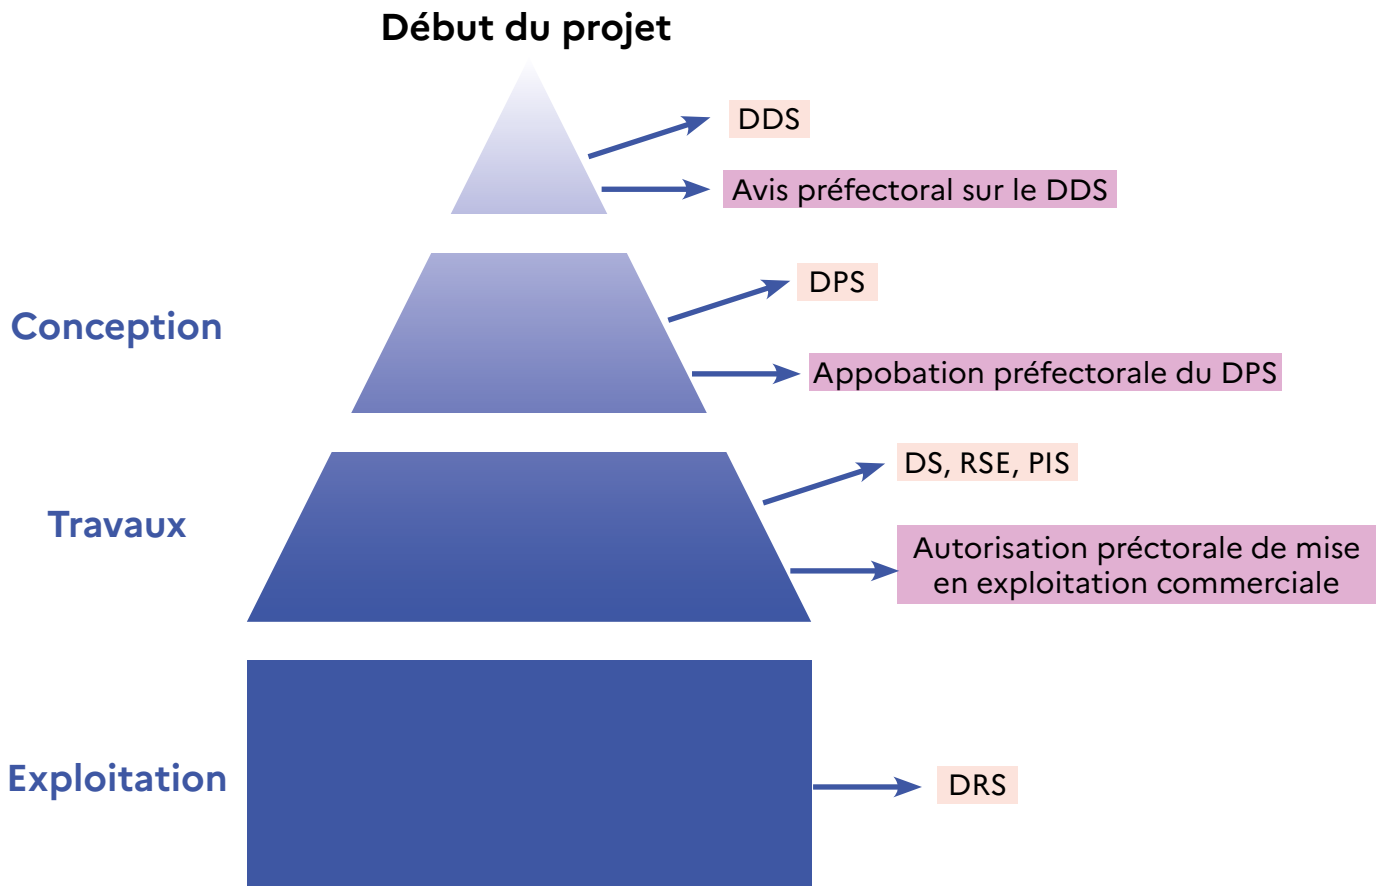 Début du projet
DDS
Avis préfectoral sur le DDS
DPS
Conception
Appobation préfectorale du DPS
DS, RSE, PIS
Travaux
Autorisation préctorale de mise
en exploitation commerciale
Exploitation
DRS